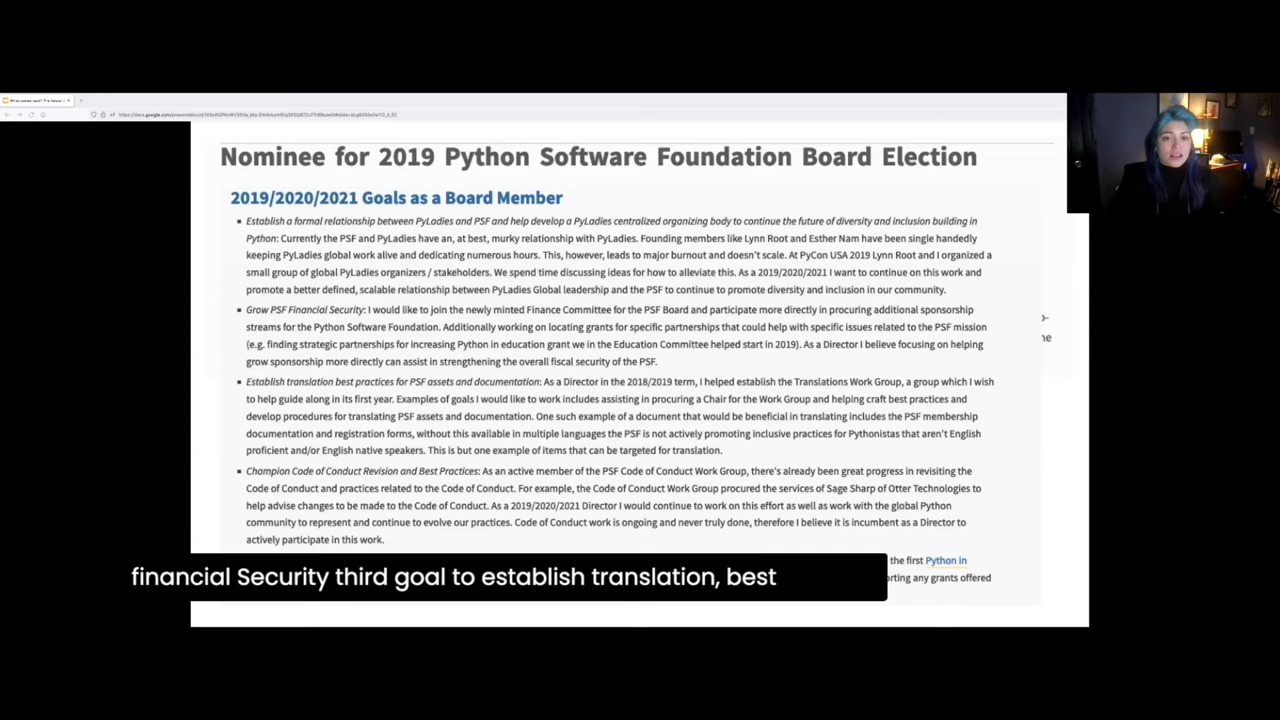 What comes next? The future o
Nominee for 2019 Python Software Foundation Board Election
2019/2020/2021 Goals as a Board Member
▪ Establish a formal relationship between PyLadies and PSF and help develop a PyLadies centralized organizing body to continue the future of diversity and inclusion building in
Python: Currently the PSF and PyLadies have an, at best, murky relationship with PyLadies. Founding members like Lynn Root and Esther Nam have been single handedly
keeping PyLadies global work alive and dedicating numerous hours. This, however, leads to major burnout and doesn't scale. At PyCon USA 2019 Lynn Root and I organized a
small group of global PyLadies organizers / stakeholders. We spend time discussing ideas for how to alleviate this. As a 2019/2020/2021 I want to continue on this work and
promote a better defined, scalable relationship between PyLadies Global leadership and the PSF to continue to promote diversity and inclusion in our community.
▪ Grow PSF Financial Security: I would like to join the newly minted Finance Committee for the PSF Board and participate more directly in procuring additional sponsorship
streams for the Python Software Foundation. Additionally working on locating grants for specific partnerships that could help with specific issues related to the PSF mission
(e.g. finding strategic partnerships for increasing Python in education grant we in the Education Committee helped start in 2019). As a Director I believe focusing on helping
grow sponsorship more directly can assist in strengthening the overall fiscal security of the PSF.
▪ Establish translation best practices for PSF assets and documentation: As a Director in the 2018/2019 term, I helped establish the Translations Work Group, a group which I wish
to help guide along in its first year. Examples of goals I would like to work includes assisting in procuring a Chair for the Work Group and helping craft best practices and
develop procedures for translating PSF assets and documentation. One such example of a document that would be beneficial in translating includes the PSF membership
documentation and registration forms, without this available in multiple languages the PSF is not actively promoting inclusive practices for Pythonistas that aren't English
proficient and/or English native speakers. This is but one example of items that can be targeted for translation.
▪ Champion Code of Conduct Revision and Best Practices: As an active member of the PSF Code of Conduct Work Group, there's already been great progress in revisiting the
Code of Conduct and practices related to the Code of Conduct. For example, the Code of Conduct Work Group procured the services of Sage Sharp of Otter Technologies to
help advise changes to be made to the Code of Conduct. As a 2019/2020/2021 Director I would continue to work on this effort as well as work with the global Python
community to represent and continue to evolve our practices. Code of Conduct work is ongoing and never truly done, therefore I believe it is incumbent as a Director to
actively participate in this work.
the first Python in
orting any grants offered
o-
ne
financial Security third goal to establish translation, best